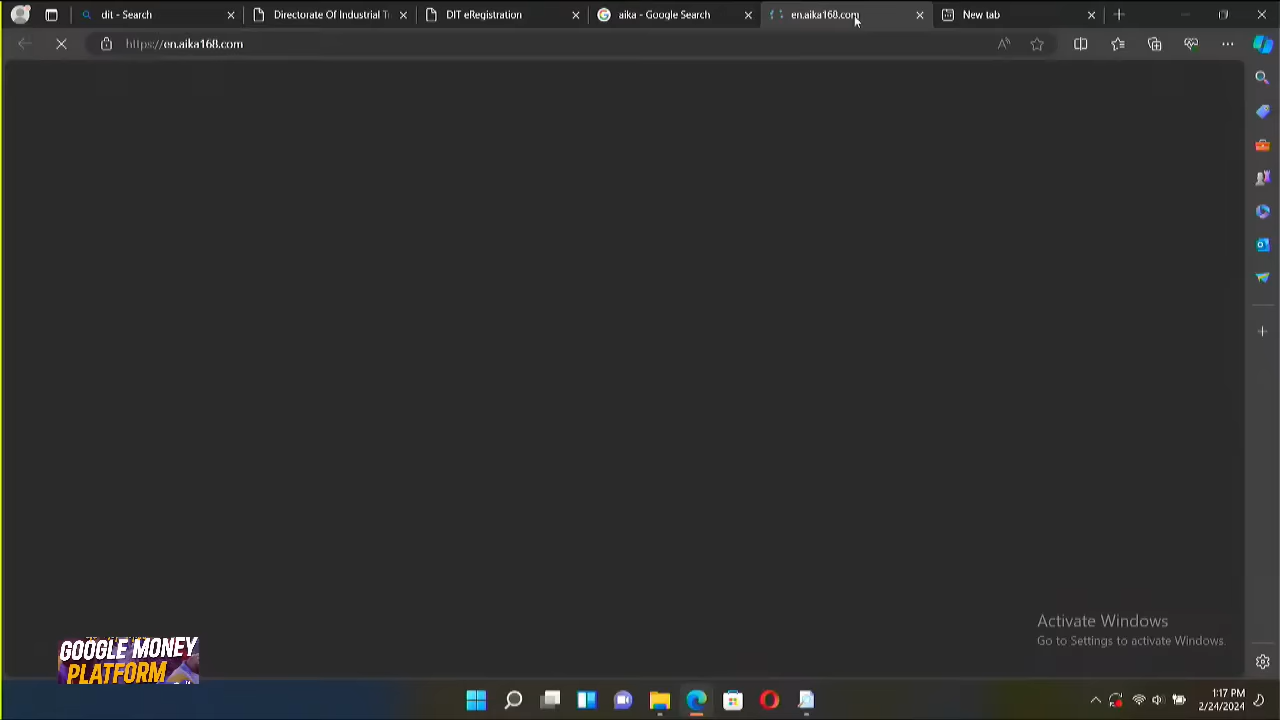 dit - Search
Directorate Of Industrial Ti
DIT eRegistration
aika - Google Search
en.aika168.com
New tab
https://en.aika168.com
Activate Windows
Go to Settings to activate Windows.
GOOGLE MONEY
PLATFORM
1:17 PM
2/24/2024